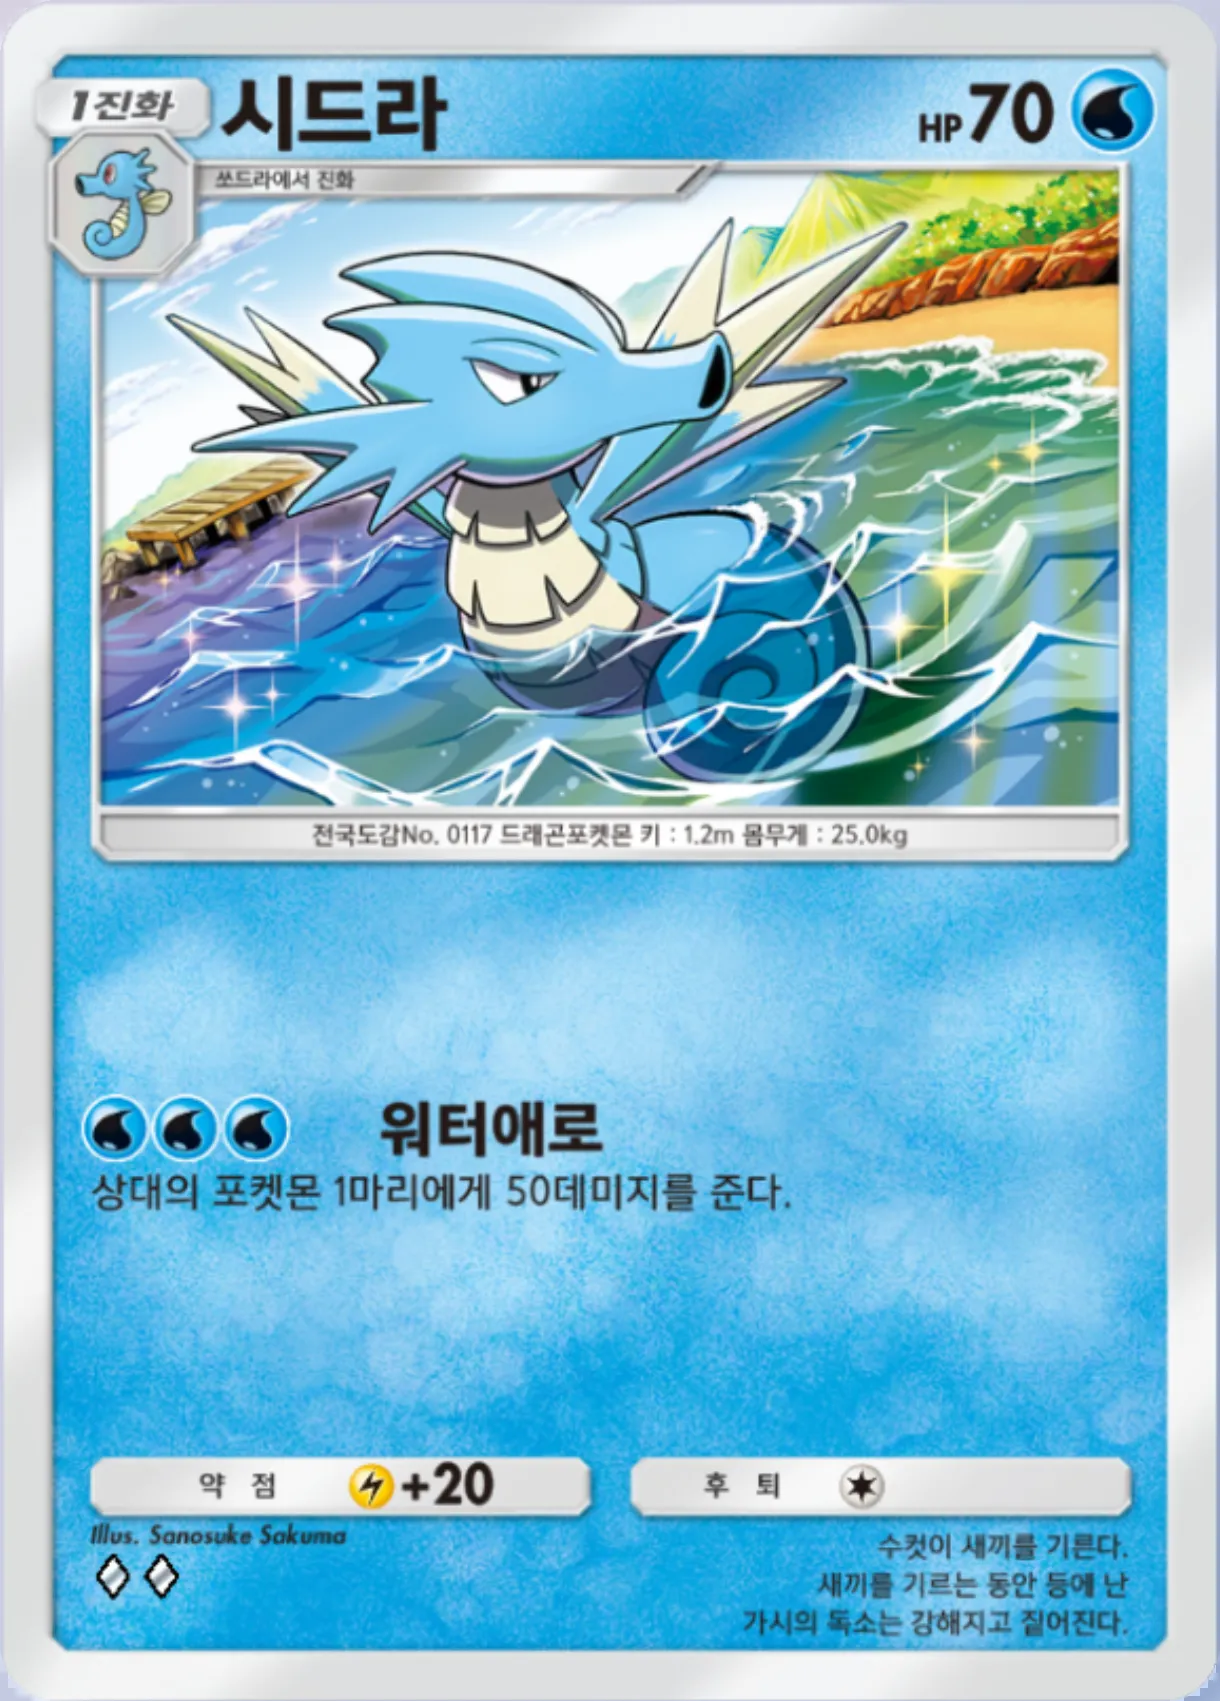 1진화
시드라
HP70
쏘드라에서 진화
전국도감No. 0117 드래곤포켓몬 키 : 1.2m 몸무게 : 25.0kg
워터애로
상대의 포켓몬 1마리에게 50데미지를 준다.
약 점 +20
후 퇴
Illus. Sanosuke Sakuma
수컷이 새끼를 기른다.
새끼를 기르는 동안 등에 난
가시의 독소는 강해지고 짙어진다.